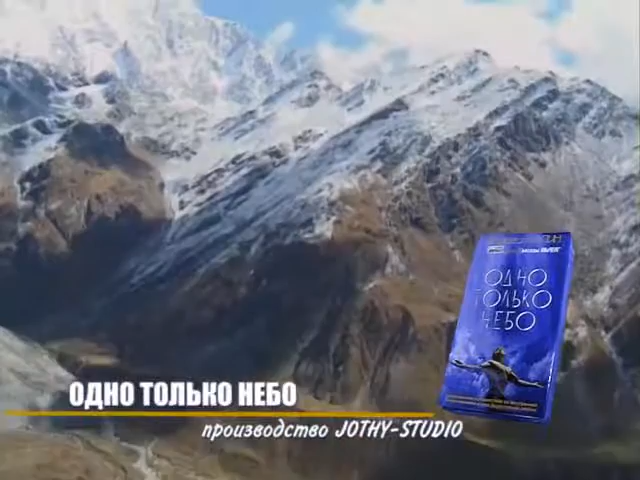 ОДНО
ТОЛЬКО
НЕБО
ОДНО ТОЛЬКО НЕБО
производство JOTHY-STUDIO